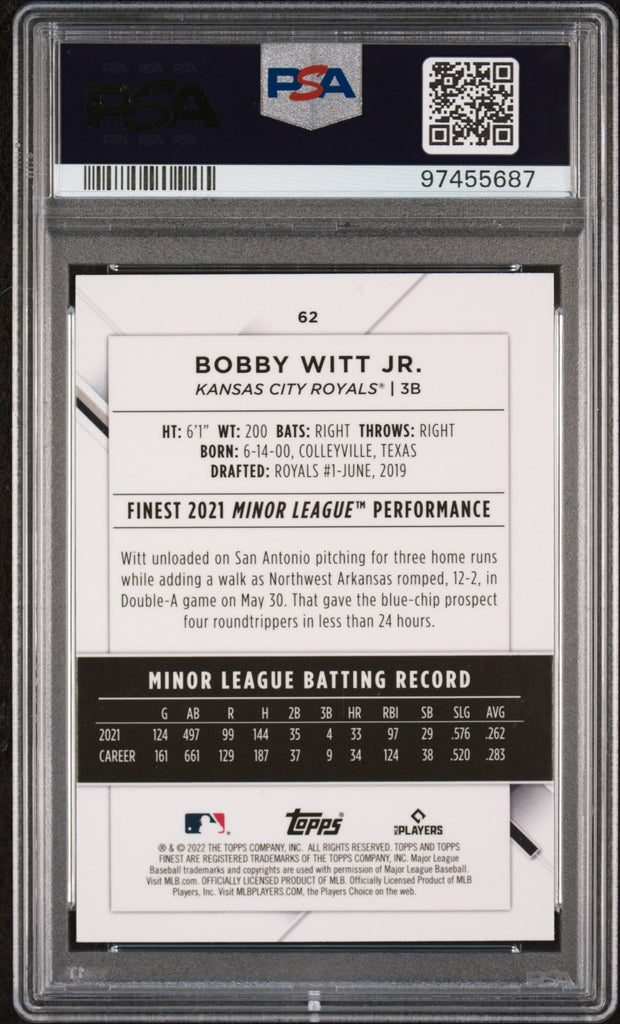 PSA
97455687
62
BOBBY WITT JR.
KANSAS CITY ROYALS® | 3B
HT: 6'1" WT: 200 BATS: RIGHT THROWS: RIGHT
BORN: 6-14-00, COLLEYVILLE, TEXAS
DRAFTED: ROYALS #1-JUNE, 2019
FINEST 2021 MINOR LEAGUE™ PERFORMANCE
Witt unloaded on San Antonio pitching for three home runs
while adding a walk as Northwest Arkansas romped, 12-2, in
Double-A game on May 30. That gave the blue-chip prospect
four roundtrippers in less than 24 hours.
MINOR LEAGUE BATTING RECORD
G AB R H 2B 3B HR RBI SB SLG AVG
2021 124 497 99 144 35 4 33 97 29 .576 .262
CAREER 161 661 129 187 37 9 34 124 38 .520 .283
Topps® PLAYERS
® & © 2022 THE TOPPS COMPANY, INC. ALL RIGHTS RESERVED. TOPPS AND TOPPS
FINEST ARE REGISTERED TRADEMARKS OF THE TOPPS COMPANY, INC. Major League
Baseball trademarks and copyrights are used with permission of Major League Baseball.
Visit MLB.com. OFFICIALLY LICENSED PRODUCT OF MLB. Officially Licensed Product of MLB
Players, Inc. Visit MLBPLAYERS.COM, the Players Choice on the web.